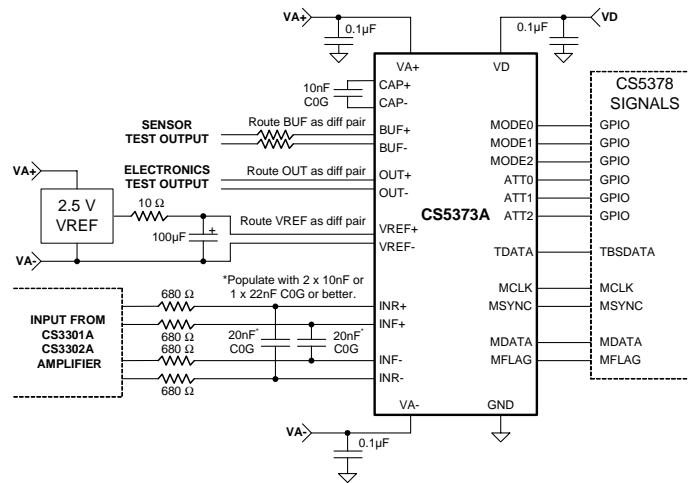 VA+
0.1µF
0.1µF
VD
VA+
VD
CS5378
SIGNALS
10nF
C0G
CAP+
CAP-
SENSOR
TEST OUTPUT
Route BUF as diff pair
BUF+
BUF-
ELECTRONICS
TEST OUTPUT
Route OUT as diff pair
OUT+
OUT-
CS5373A
MODE0
MODE1
MODE2
ATT0
ATT1
ATT2
GPIO
GPIO
GPIO
GPIO
GPIO
GPIO
VA+
2.5 V
VREF
10 Ω
100µF
+
Route VREF as diff pair
VREF+
VREF-
VA-
TDATA
TBSDATA
*Populate with 2 x 10nF or
1 x 22nF C0G or better.
MCLK
MSYNC
MCLK
MSYNC
INPUT FROM
CS3301A
CS3302A
AMPLIFIER
680 Ω
680 Ω
680 Ω
680 Ω
20nF*
C0G
20nF*
C0G
INR+
INF+
INF-
INR-
MDATA
MFLAG
MDATA
MFLAG
VA-
GND
VA-
0.1µF